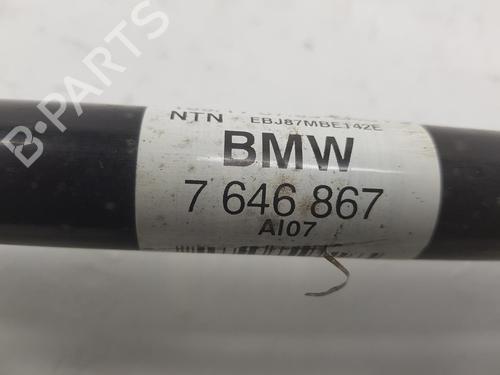 B-PARTS
NTN EBJ87MBE142E
BMW
7 646 867
AI07